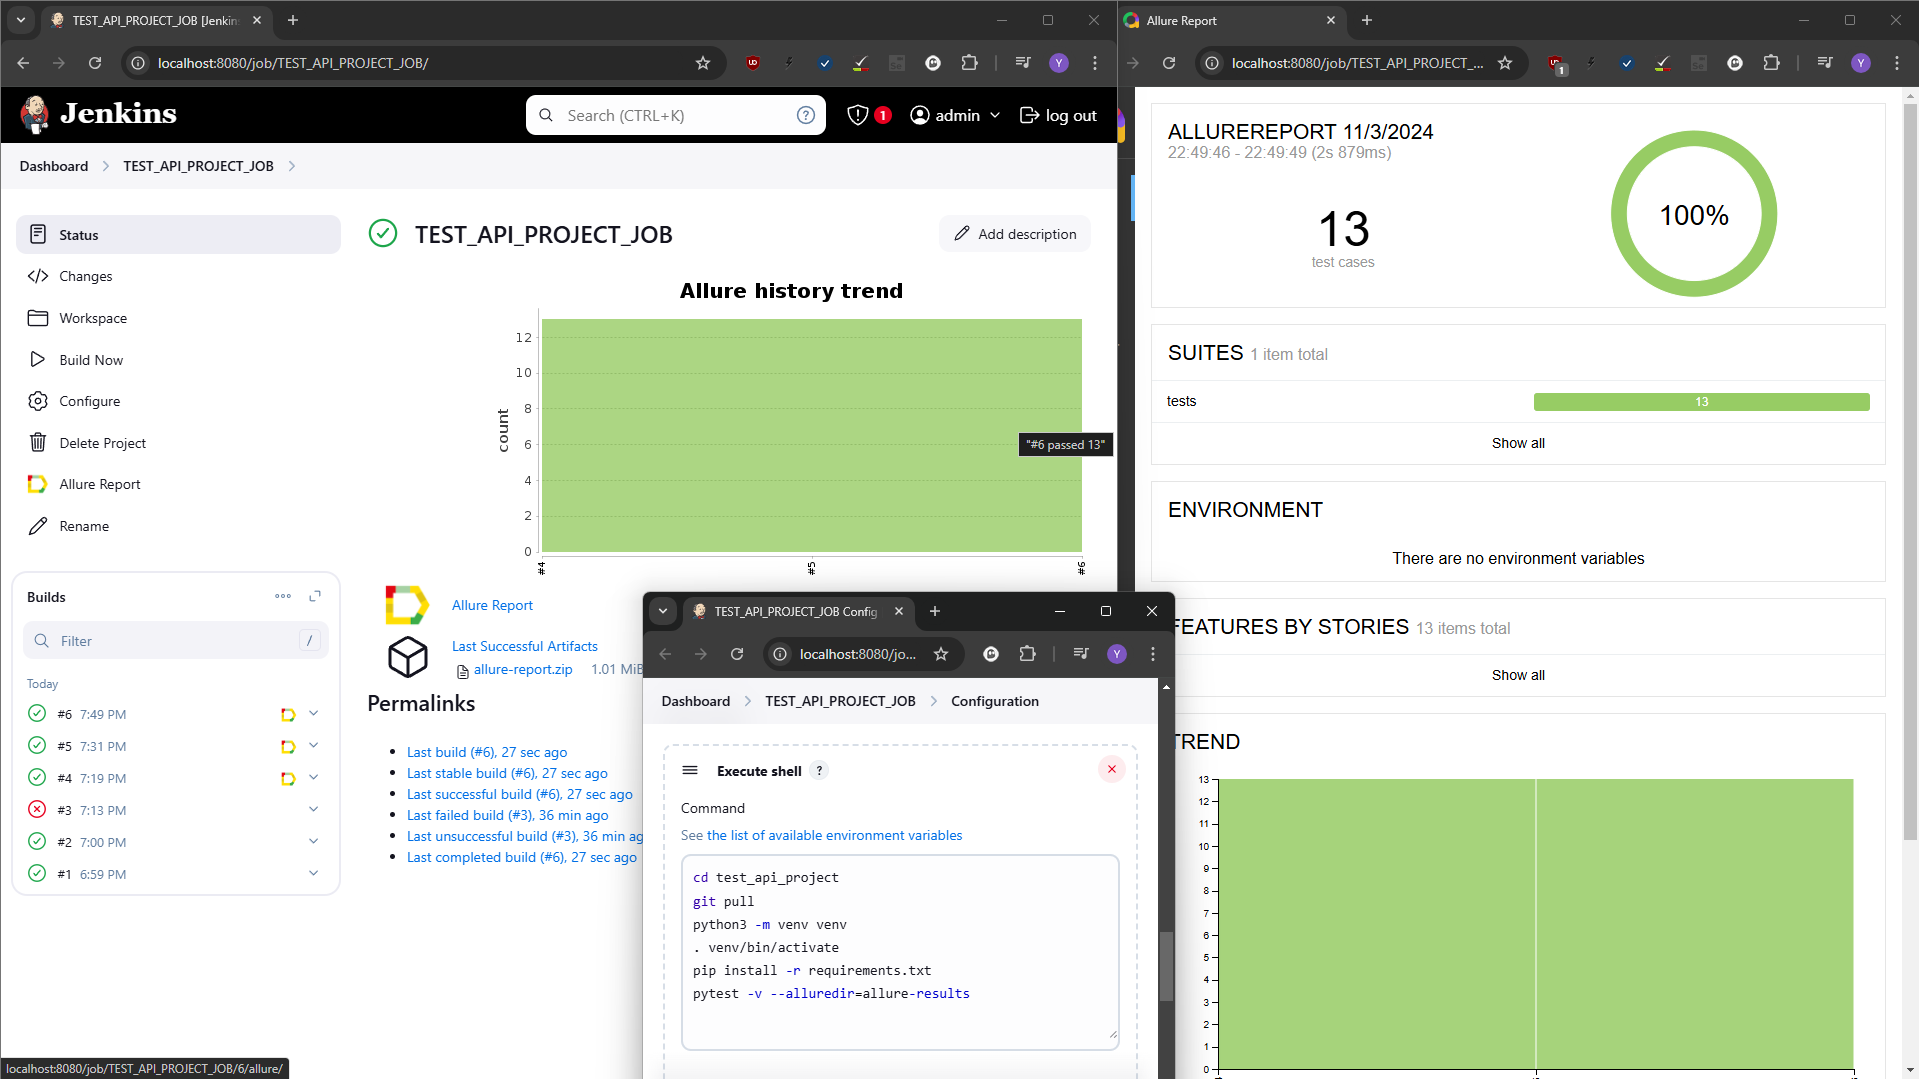 TEST_API_PROJECT_JOB [Jenkins
localhost:8080/job/TEST_API_PROJECT_JOB/
Jenkins
Search (CTRL+K)
?
1
admin
log out
Dashboard
TEST_API_PROJECT_JOB
Status
Changes
Workspace
Build Now
Configure
Delete Project
Allure Report
Rename
Builds
Filter
/
Today
#6 7:49 PM
#5 7:31 PM
#4 7:19 PM
#3 7:13 PM
#2 7:00 PM
#1 6:59 PM
localhost:8080/job/TEST_API_PROJECT_JOB/6/allure/
TEST_API_PROJECT_JOB
Add description
Allure history trend
count
12
10
8
6
4
2
0
#4
#5
#6
"#6 passed 13"
Allure Report
Last Successful Artifacts
allure-report.zip 1.01 MiB
Permalinks
Last build (#6), 27 sec ago
Last stable build (#6), 27 sec ago
Last successful build (#6), 27 sec ago
Last failed build (#3), 36 min ago
Last unsuccessful build (#3), 36 min ag
Last completed build (#6), 27 sec ago
TEST_API_PROJECT_JOB Config
localhost:8080/jo...
Y
Dashboard
TEST_API_PROJECT_JOB
Configuration
Execute shell ?
Command
See the list of available environment variables
cd test_api_project
git pull
python3 -m venv venv
. venv/bin/activate
pip install -r requirements.txt
pytest -v --alluredir=allure-results
Allure Report
localhost:8080/job/TEST_API_PROJECT_...
1
Y
ALLUREREPORT 11/3/2024
22:49:46 - 22:49:49 (2s 879ms)
13
test cases
100%
SUITES 1 item total
tests
13
Show all
ENVIRONMENT
There are no environment variables
FEATURES BY STORIES 13 items total
Show all
TREND
13
12
11
10
9
8
7
6
5
4
3
2
1
0